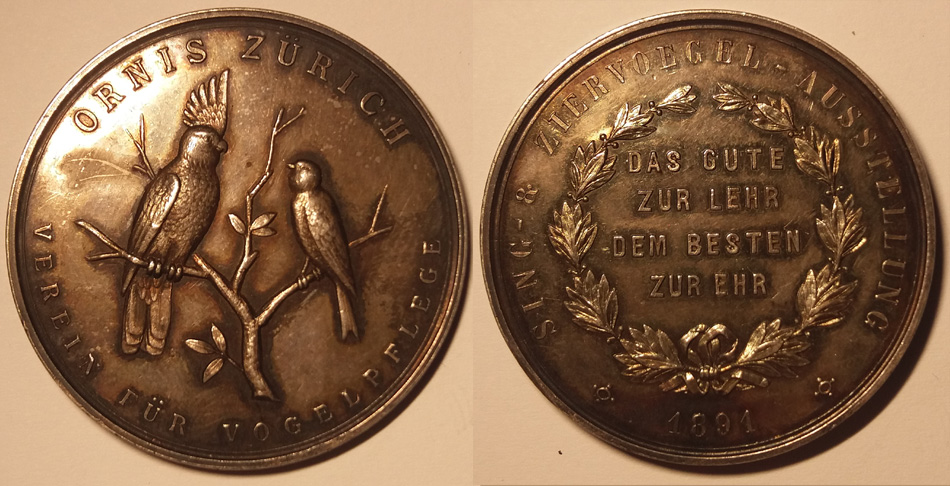 ORNIS ZÜRICH
VEREIN FÜR VOGELPFLEGE
SING- & ZIERVOEGEL-AUSSTELLUNG
DAS GUTE
ZUR LEHR
DEM BESTEN
ZUR EHR
1891